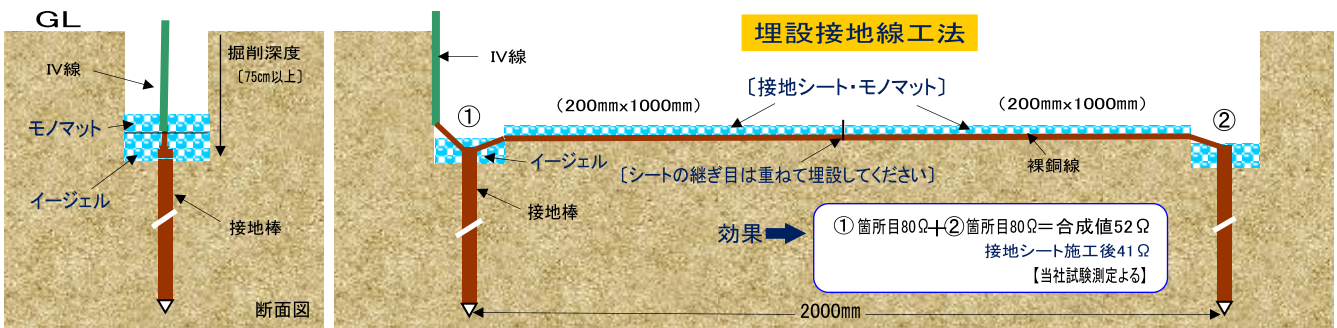 GL
IV線
掘削深度
〔75cm以上〕
モノマット
イージェル
接地棒
断面図
埋設接地線工法
IV線
①
(200mm×1000mm)
〔接地シート・モノマット〕
(200mm×1000mm)
②
イージェル
〔シートの継ぎ目は重ねて埋設してください〕
裸銅線
接地棒
効果
①箇所目80Ω+②箇所目80Ω=合成値52Ω
接地シート施工後41Ω
【当社試験測定よる】
2000mm